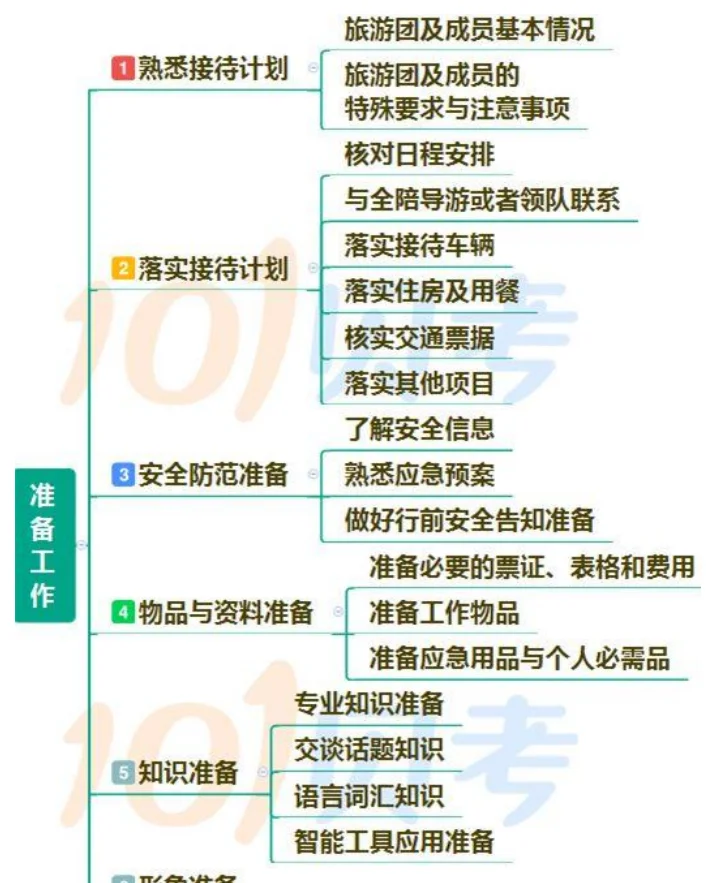 旅游团及成员基本情况
1 熟悉接待计划
旅游团及成员的
特殊要求与注意事项
核对日程安排
与全陪导游或者领队联系
落实接待车辆
2 落实接待计划
落实住房及用餐
核实交通票据
落实其他项目
了解安全信息
3 安全防范准备
熟悉应急预案
做好行前安全告知准备
准备工作
准备必要的票证、表格和费用
4 物品与资料准备
准备工作物品
准备应急用品与个人必需品
专业知识准备
交谈话题知识
5 知识准备
语言词汇知识
智能工具应用准备
101贝考
101贝考